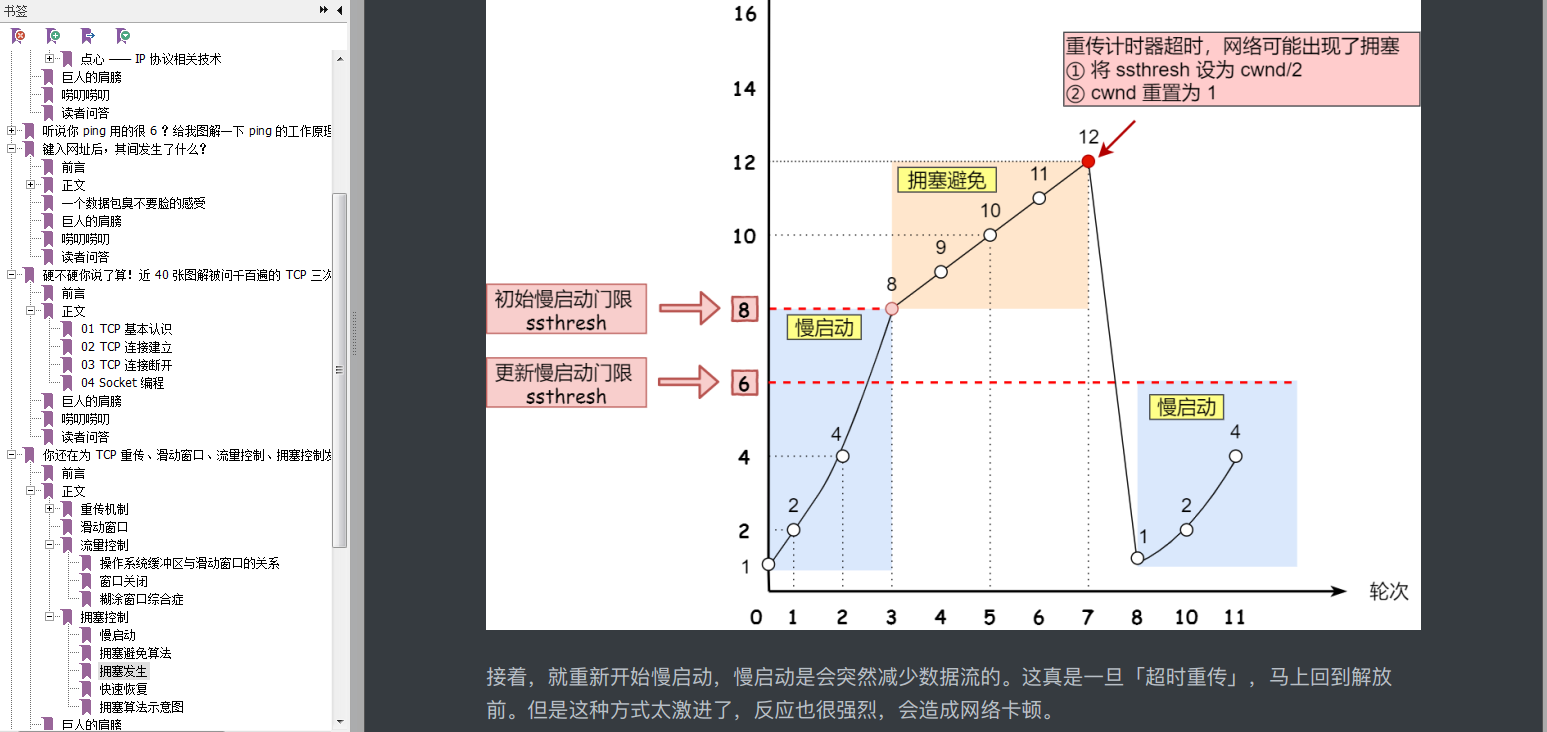 书签
点心 —— IP 协议相关技术
巨人的肩膀
唠叨唠叨
读者问答
听说你 ping 用的很 6 ？给我图解一下 ping 的工作原理
键入网址后，其间发生了什么？
前言
正文
一个数据包臭不要脸的感受
巨人的肩膀
唠叨唠叨
读者问答
硬不硬你说了算！近 40 张图解被问千百遍的 TCP 三次
前言
正文
01 TCP 基本认识
02 TCP 连接建立
03 TCP 连接断开
04 Socket 编程
巨人的肩膀
唠叨唠叨
读者问答
你还在为 TCP 重传、滑动窗口、流量控制、拥塞控制发
前言
正文
重传机制
滑动窗口
流量控制
操作系统缓冲区与滑动窗口的关系
窗口关闭
糊涂窗口综合症
拥塞控制
慢启动
拥塞避免算法
拥塞发生
快速恢复
拥塞算法示意图
巨人的肩膀
16
14
12
10
8
6
4
2
1
重传计时器超时，网络可能出现了拥塞
① 将 ssthresh 设为 cwnd/2
② cwnd 重置为 1
12
拥塞避免
11
10
9
8
初始慢启动门限
ssthresh
慢启动
更新慢启动门限
ssthresh
慢启动
4
2
4
2
1
轮次
0 1 2 3 4 5 6 7 8 10 11
接着，就重新开始慢启动，慢启动是会突然减少数据流的。这真是一旦「超时重传」，马上回到解放
前。但是这种方式太激进了，反应也很强烈，会造成网络卡顿。